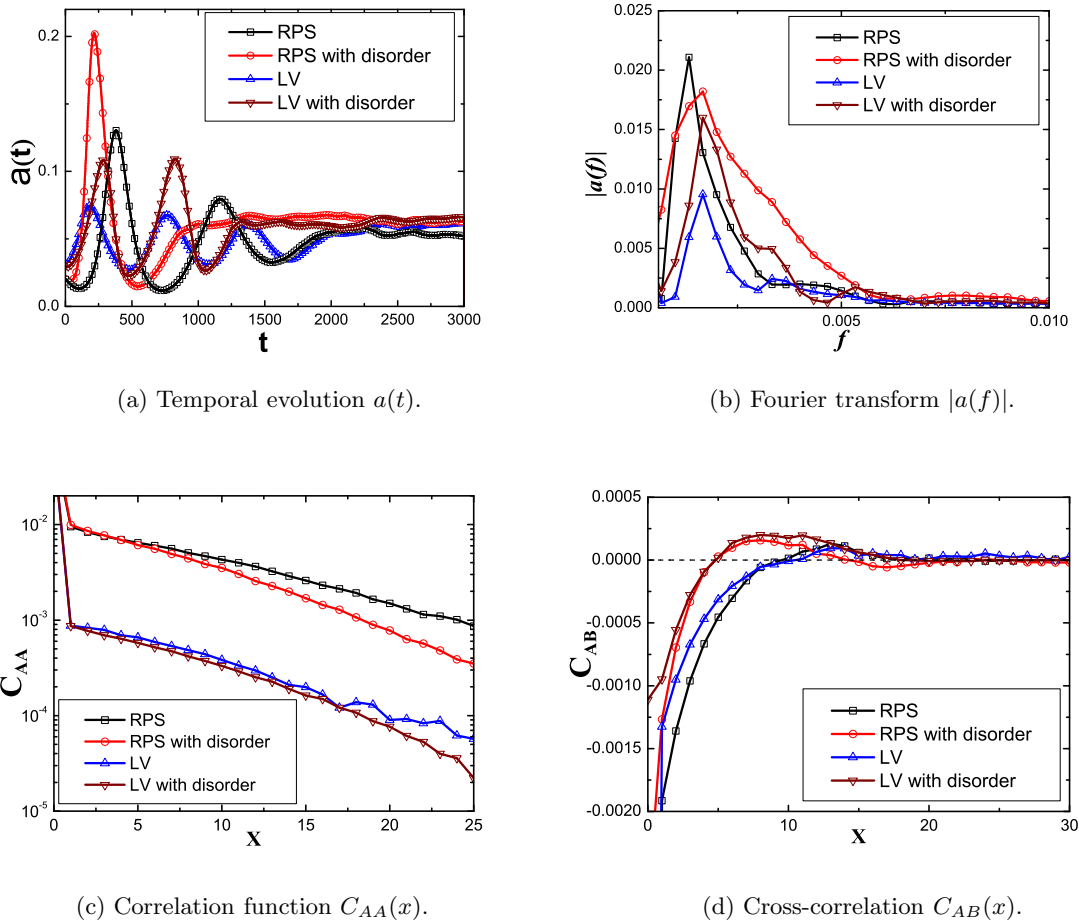 RPS
RPS with disorder
LV
LV with disorder
0.2
0.1
0.0
a(t)
0 500 1000 1500 2000 2500 3000
t
(a) Temporal evolution a(t).
RPS
RPS with disorder
LV
LV with disorder
0.025
0.020
0.015
0.010
0.005
0.000
|a(f)|
0.005 0.010
f
(b) Fourier transform |a(f)|.
10⁻²
10⁻³
10⁻⁴
10⁻⁵
C_AA
RPS
RPS with disorder
LV
LV with disorder
0 5 10 15 20 25
x
(c) Correlation function C_AA(x).
0.0005
0.0000
-0.0005
-0.0010
-0.0015
-0.0020
C_AB
RPS
RPS with disorder
LV
LV with disorder
0 10 20 30
x
(d) Cross-correlation C_AB(x).